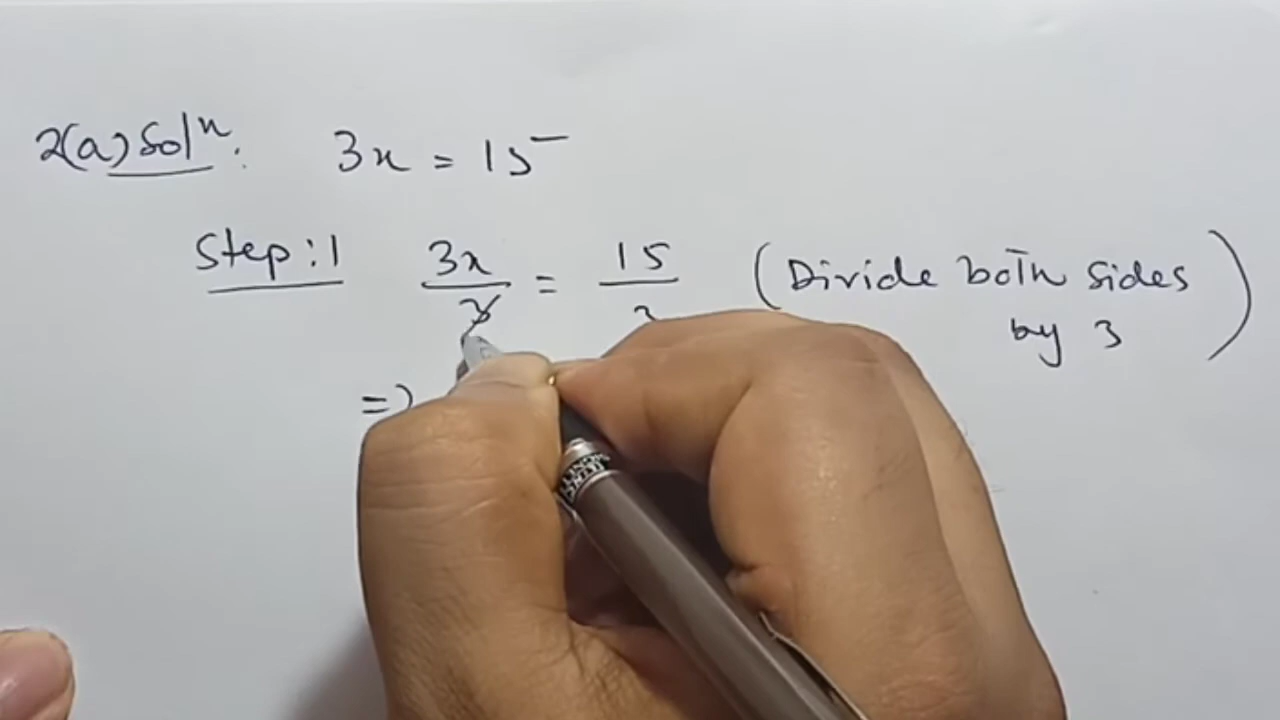 2(a) Solⁿ: 3x = 15
Step: 1 3x/3 = 15/3 (Divide both sides
by 3)
=>